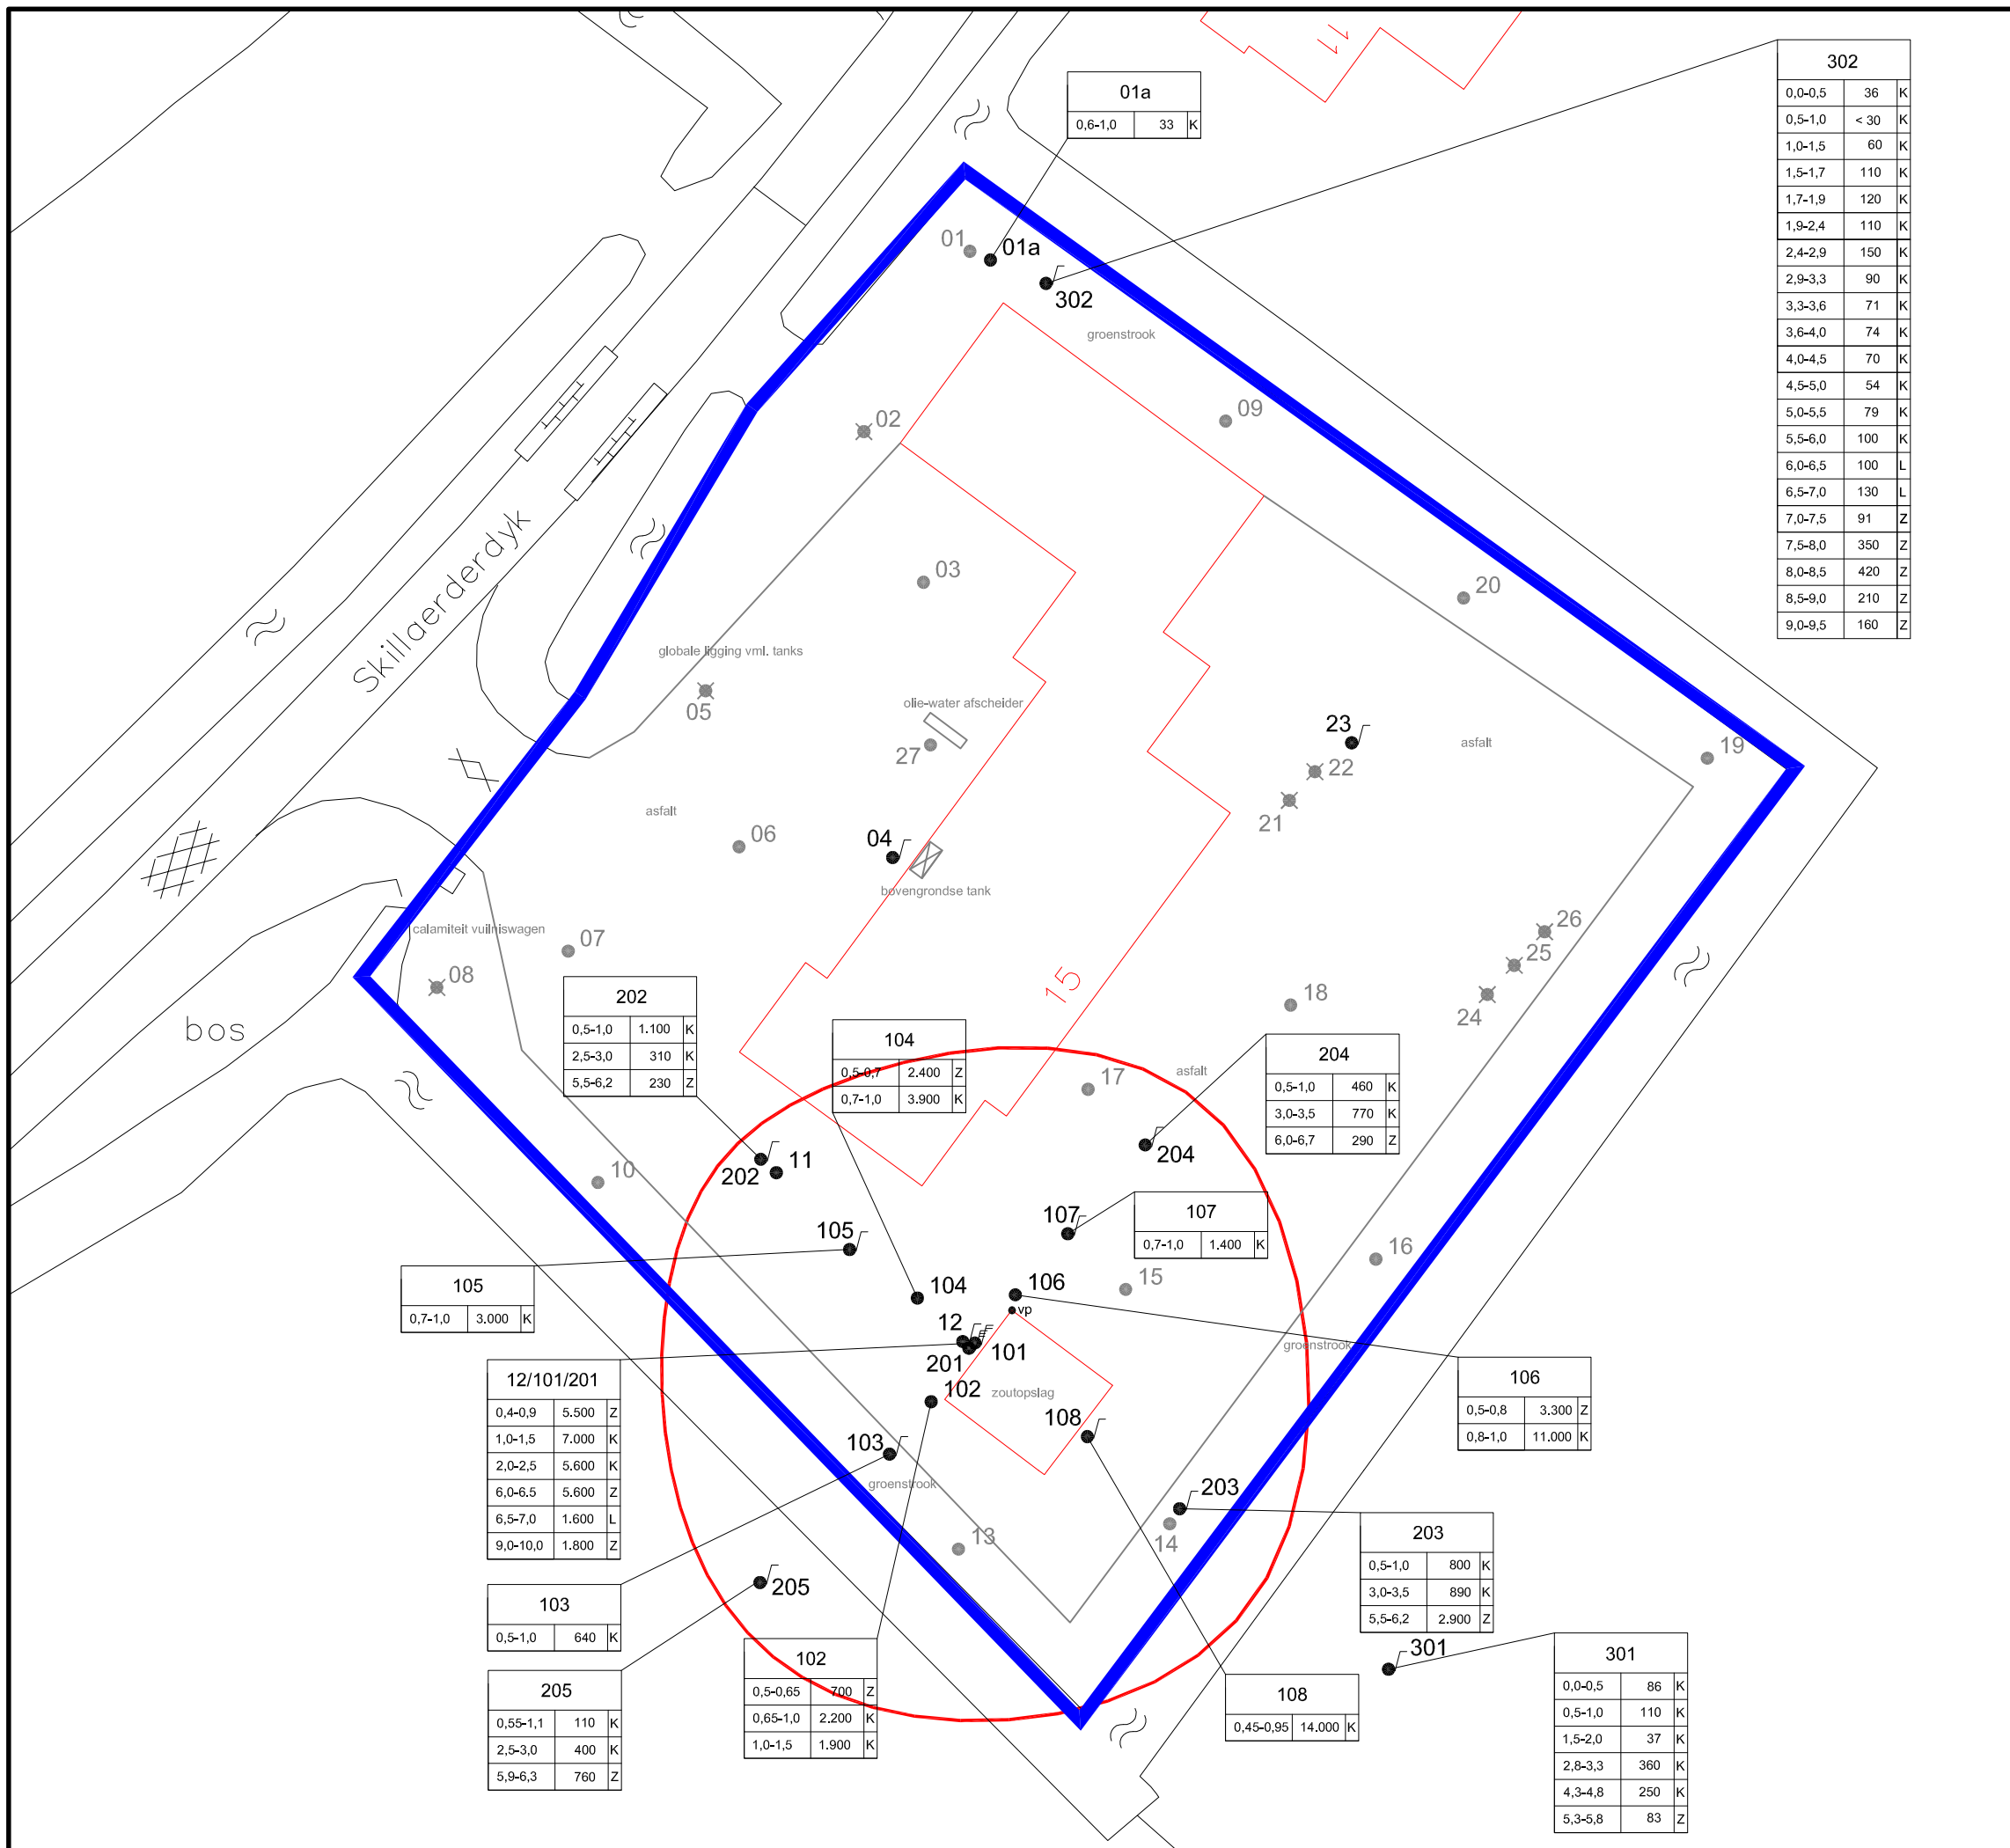 11
302
0,0-0,5 36 K
0,5-1,0 < 30 K
1,0-1,5 60 K
1,5-1,7 110 K
1,7-1,9 120 K
1,9-2,4 110 K
2,4-2,9 150 K
2,9-3,3 90 K
3,3-3,6 71 K
3,6-4,0 74 K
4,0-4,5 70 K
4,5-5,0 54 K
5,0-5,5 79 K
5,5-6,0 100 K
6,0-6,5 100 L
6,5-7,0 130 L
7,0-7,5 91 Z
7,5-8,0 350 Z
8,0-8,5 420 Z
8,5-9,0 210 Z
9,0-9,5 160 Z
01a
0,6-1,0 33 K
01
01a
302
groenstrook
02
09
03
20
Skillaerderdyk
globale ligging vml. tanks
05
olie-water afscheider
27
23
asfalt
19
22
21
asfalt
06
04
bovengrondse tank
calamiteit vuilniswagen
07
08
26
25
24
15
18
bos
202
0,5-1,0 1.100 K
2,5-3,0 310 K
5,5-6,2 230 Z
104
0,5-0,7 2.400 Z
0,7-1,0 3.900 K
204
0,5-1,0 460 K
3,0-3,5 770 K
6,0-6,7 290 Z
17
asfalt
204
202
11
10
107
107
0,7-1,0 1.400 K
105
16
105
0,7-1,0 3.000 K
104
106
15
vp
12
101
201
groenstrook
12/101/201
0,4-0,9 5.500 Z
1,0-1,5 7.000 K
2,0-2,5 5.600 K
6,0-6.5 5.600 Z
6,5-7,0 1.600 L
9,0-10,0 1.800 Z
102
zoutopslag
108
106
0,5-0,8 3.300 Z
0,8-1,0 11.000 K
103
groenstrook
203
14
13
203
0,5-1,0 800 K
3,0-3,5 890 K
5,5-6,2 2.900 Z
205
103
0,5-1,0 640 K
102
0,5-0,65 700 Z
0,65-1,0 2.200 K
1,0-1,5 1.900 K
301
301
0,0-0,5 86 K
0,5-1,0 110 K
1,5-2,0 37 K
2,8-3,3 360 K
4,3-4,8 250 K
5,3-5,8 83 Z
205
0,55-1,1 110 K
2,5-3,0 400 K
5,9-6,3 760 Z
108
0,45-0,95 14.000 K